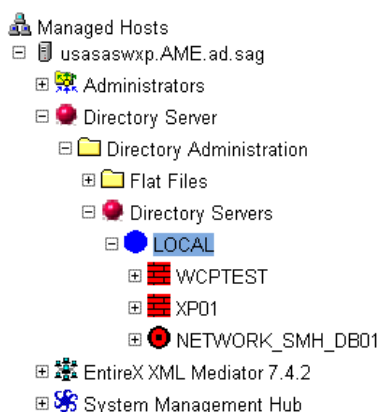 Managed Hosts
usasaswxp.AME.ad.sag
Administrators
Directory Server
Directory Administration
Flat Files
Directory Servers
LOCAL
WCPTEST
XP01
NETWORK_SMH_DB01
EntireX XML Mediator 7.4.2
System Management Hub